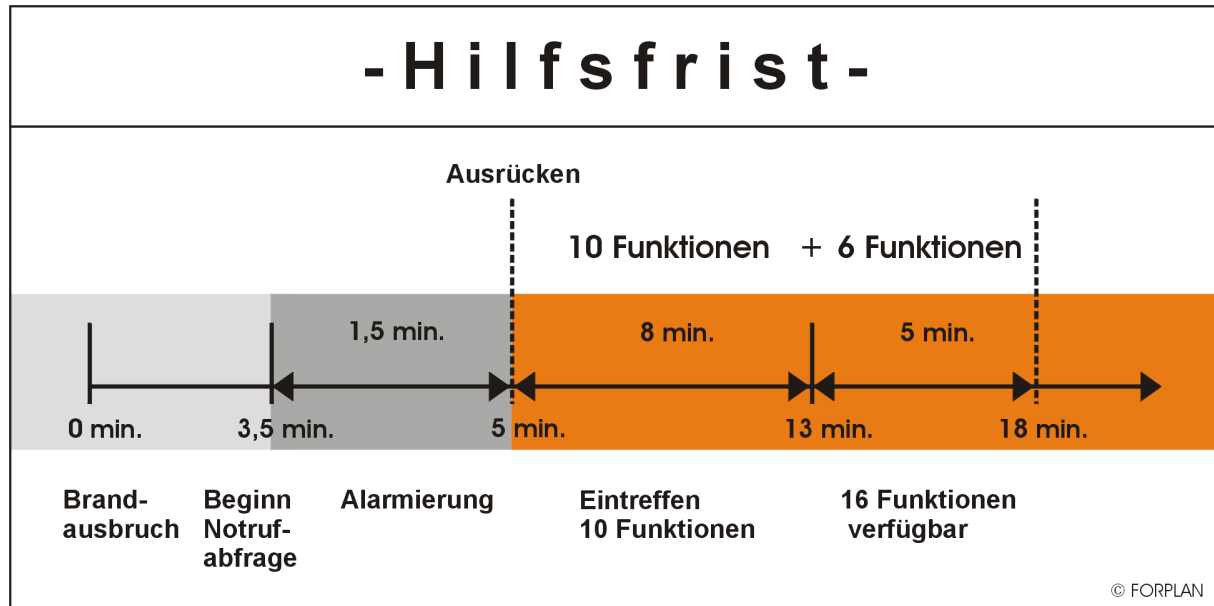 - H i l f s f r i s t -
Ausrücken
10 Funktionen + 6 Funktionen
1,5 min. 8 min. 5 min.
0 min. 3,5 min. 5 min. 13 min. 18 min.
Brand-
ausbruch
Beginn
Notruf-
abfrage
Alarmierung
Eintreffen
10 Funktionen
16 Funktionen
verfügbar
© FORPLAN